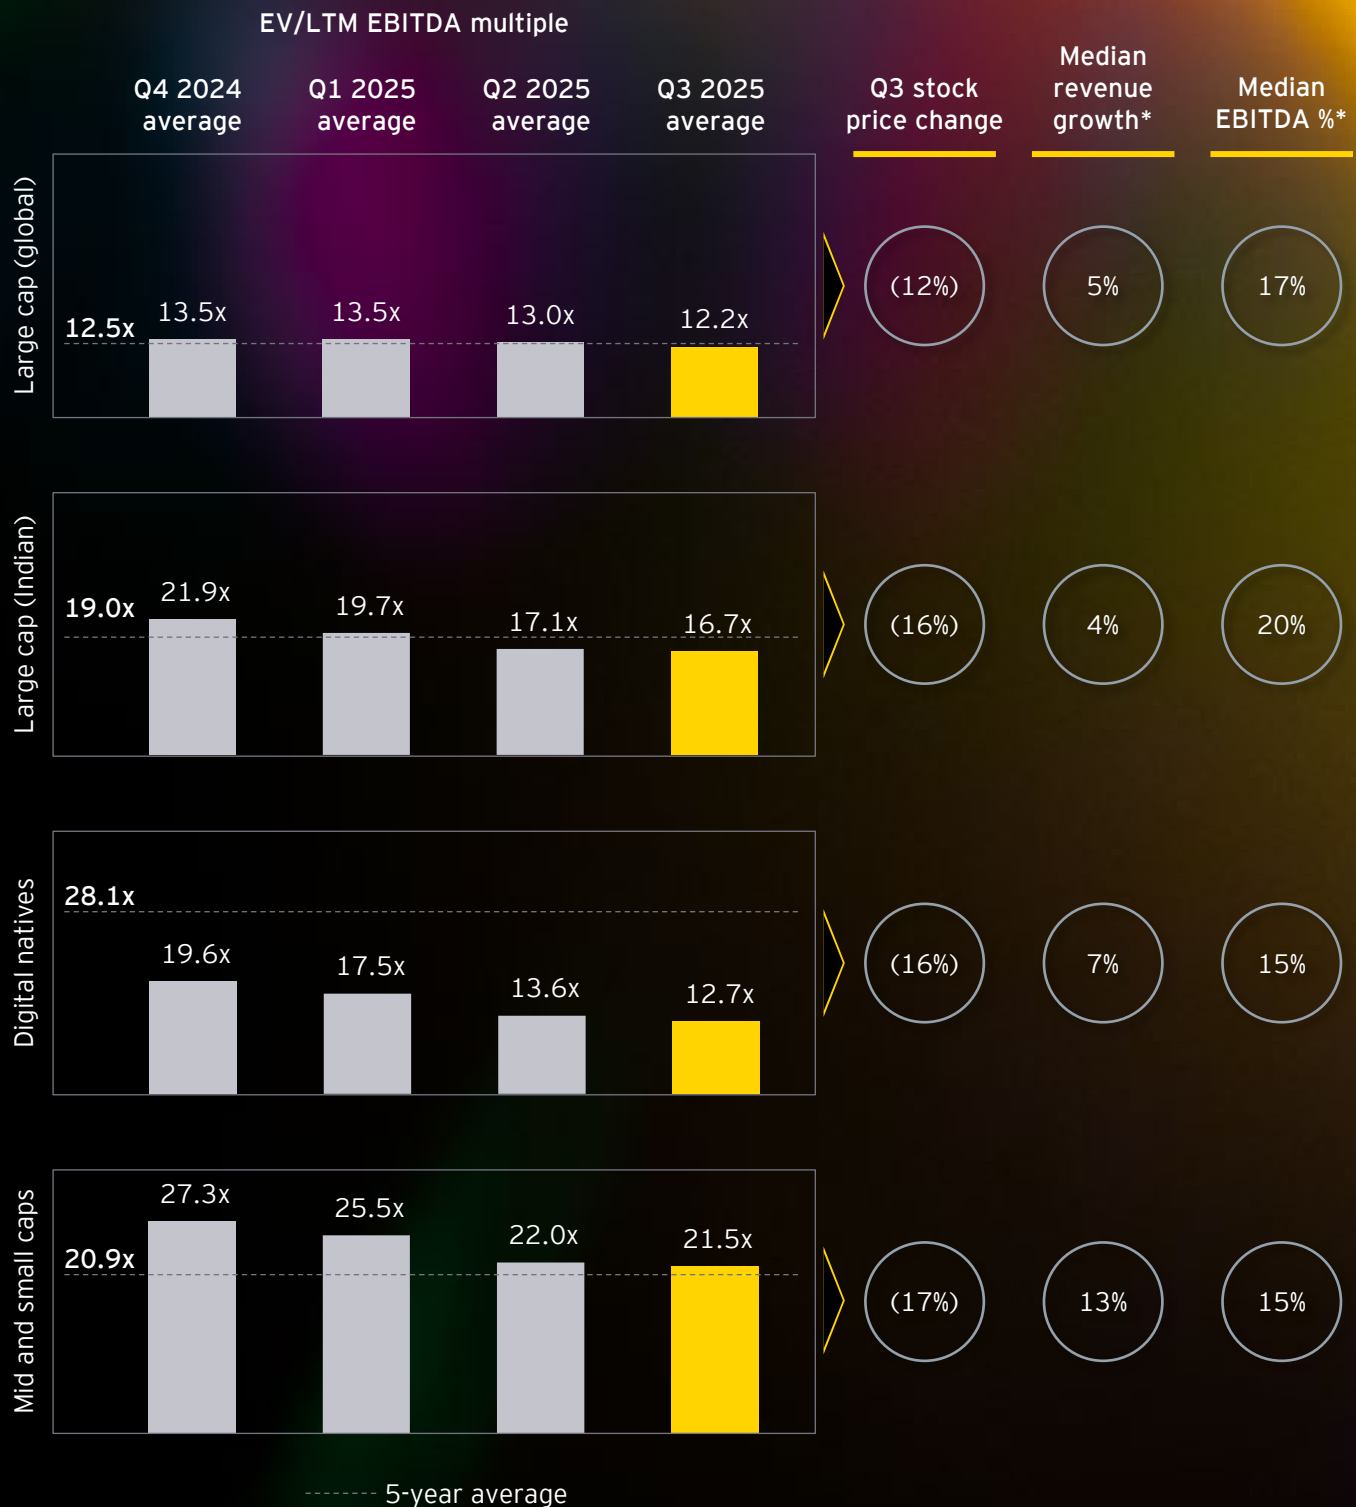 EV/LTM EBITDA multiple
Q4 2024
average
Q1 2025
average
Q2 2025
average
Q3 2025
average
Q3 stock
price change
Median
revenue
growth*
Median
EBITDA %*
Large cap (global)
12.5x
13.5x
13.5x
13.0x
12.2x
(12%)
5%
17%
Large cap (Indian)
19.0x
21.9x
19.7x
17.1x
16.7x
(16%)
4%
20%
Digital natives
28.1x
19.6x
17.5x
13.6x
12.7x
(16%)
7%
15%
Mid and small caps
20.9x
27.3x
25.5x
22.0x
21.5x
(17%)
13%
15%
5-year average